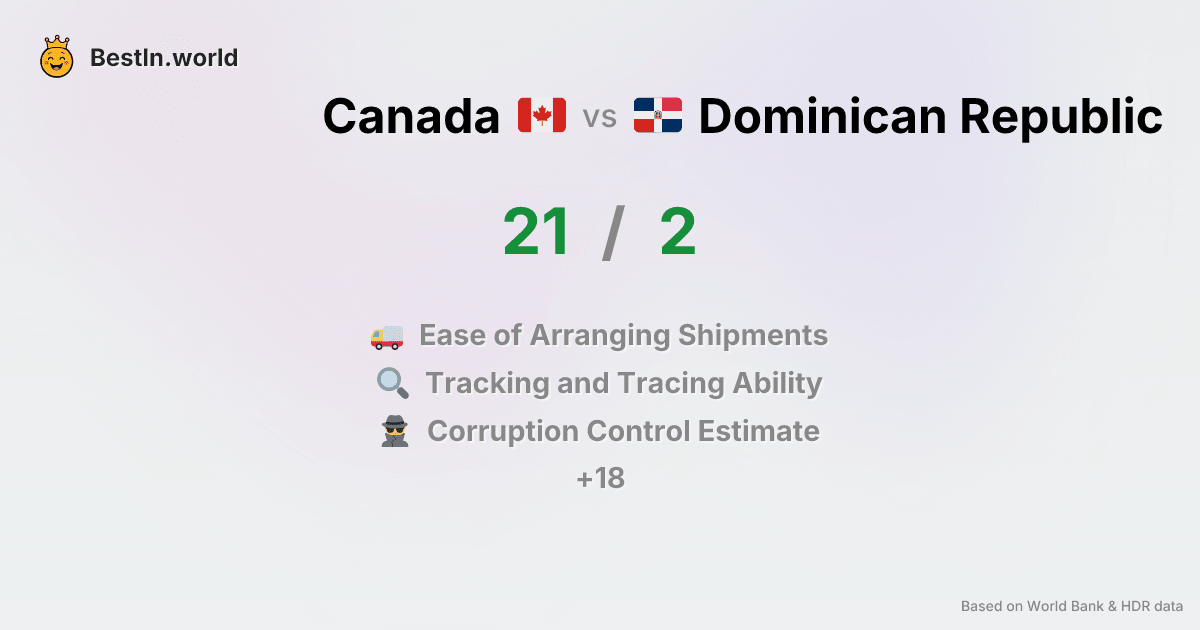 BestIn.world
Canada vs Dominican Republic
21 / 2
Ease of Arranging Shipments
Tracking and Tracing Ability
Corruption Control Estimate
+18
Based on World Bank & HDR data